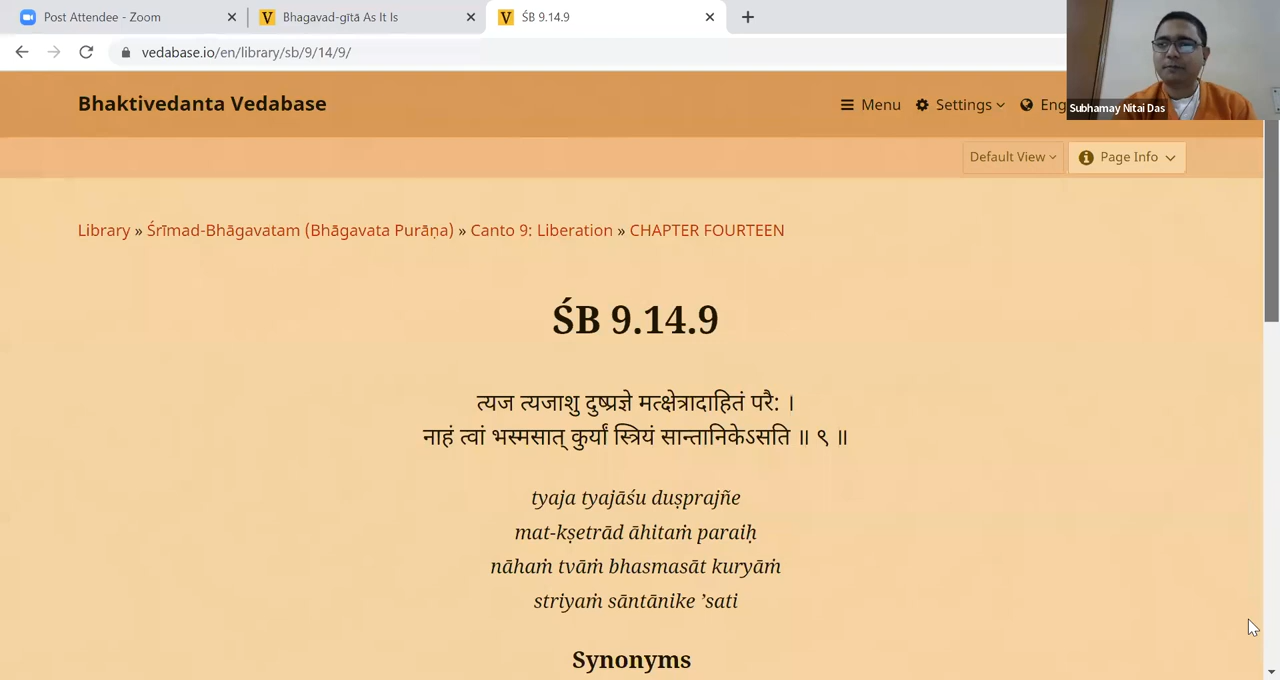 Post Attendee - Zoom
Bhagavad-gītā As It Is
ŚB 9.14.9
vedabase.io/en/library/sb/9/14/9/
Subhamay Nitai Das
Bhaktivedanta Vedabase
Menu
Settings
Eng
Default View
Page Info
Library » Śrīmad-Bhāgavatam (Bhāgavata Purāṇa) » Canto 9: Liberation » CHAPTER FOURTEEN
ŚB 9.14.9
त्यज त्यजाशु दुष्प्रज्ञे मत्क्षेत्रादाहितं परै: ।
नाहं त्वां भस्मसात् कुर्यां स्त्रियं सान्तानिकेऽसति ॥ ९ ॥
tyaja tyajāśu duṣprajñe
mat-kṣetrād āhitaṁ paraiḥ
nāhaṁ tvāṁ bhasmasāt kuryāṁ
striyaṁ sāntānike ’sati
Synonyms